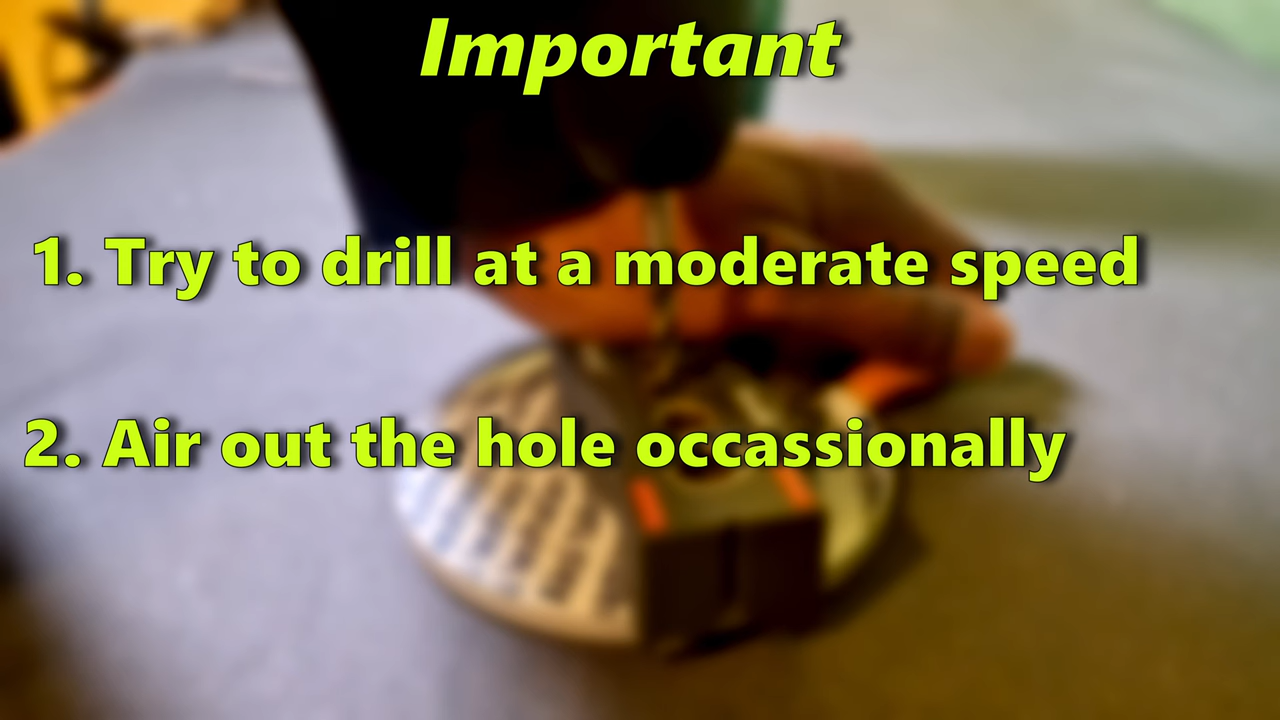 Important
1. Try to drill at a moderate speed
2. Air out the hole occassionally